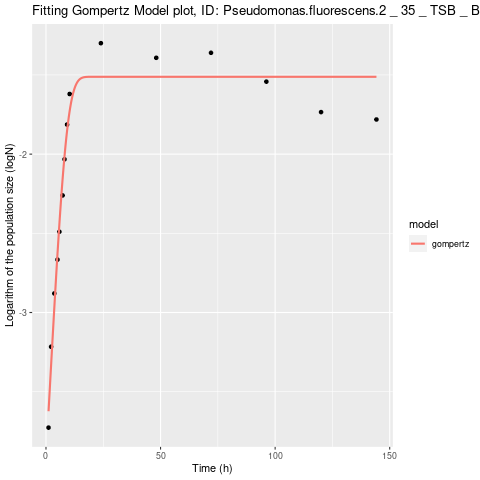 Fitting Gompertz Model plot, ID: Pseudomonas.fluorescens.2 _ 35 _ TSB _ B
Logarithm of the population size (logN)
-2
-3
0
50
100
150
Time (h)
model
gompertz